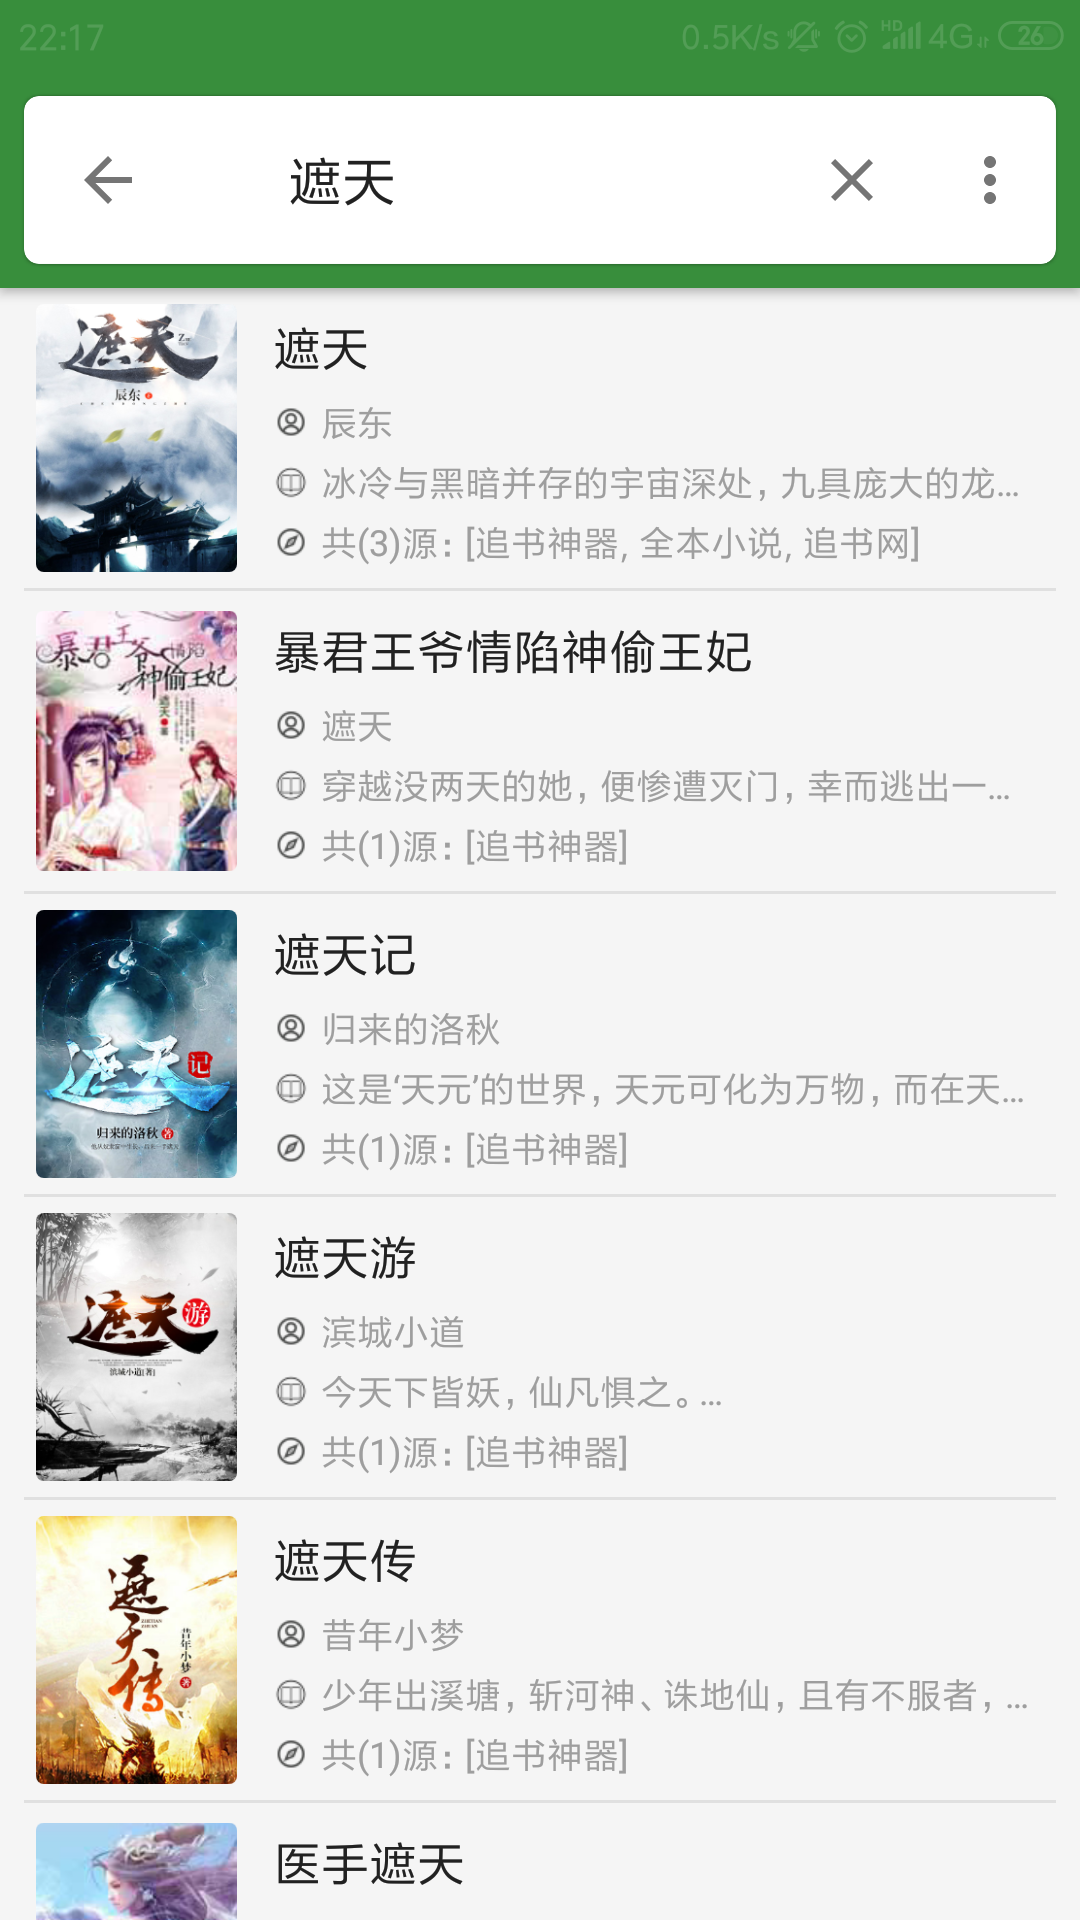 22:17
0.5K/s HD 4G 26
遮天
遮天
辰东
遮天
辰东
冰冷与黑暗并存的宇宙深处，九具庞大的龙...
共(3)源：[追书神器, 全本小说, 追书网]
暴君王爷情陷
神偷王妃
遮天
暴君王爷情陷神偷王妃
遮天
穿越没两天的她，便惨遭灭门，幸而逃出一...
共(1)源：[追书神器]
遮天记
归来的洛秋 著
遮天记
归来的洛秋
这是‘天元’的世界，天元可化为万物，而在天...
共(1)源：[追书神器]
遮天游
滨城小道[著]
遮天游
滨城小道
今天下皆妖，仙凡惧之。...
共(1)源：[追书神器]
遮天传
昔年小梦 著
遮天传
昔年小梦
少年出溪塘，斩河神、诛地仙，且有不服者，...
共(1)源：[追书神器]
医手遮天